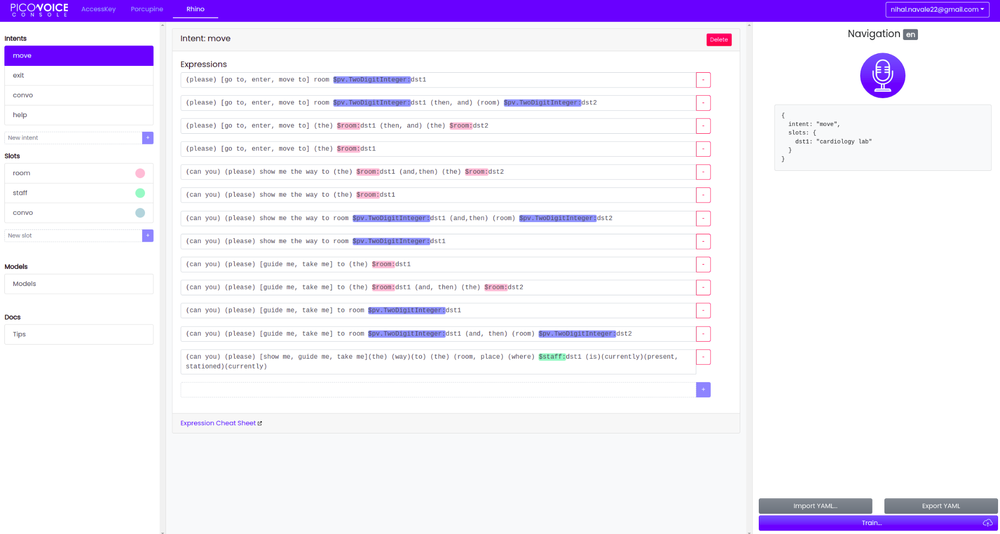 PICOVOICE
CONSOLE
AccessKey
Porcupine
Rhino
nihal.navale22@gmail.com
Intents
move
exit
convo
help
New intent
+
Slots
room
staff
convo
New slot
+
Models
Models
Docs
Tips
Intent: move
Delete
Expressions
(please) [go to, enter, move to] room $pv.TwoDigitInteger:dst1
-
(please) [go to, enter, move to] room $pv.TwoDigitInteger:dst1 (then, and) (room) $pv.TwoDigitInteger:dst2
-
(please) [go to, enter, move to] (the) $room:dst1 (then, and) (the) $room:dst2
-
(please) [go to, enter, move to] (the) $room:dst1
-
(can you) (please) show me the way to (the) $room:dst1 (and,then) (the) $room:dst2
-
(can you) (please) show me the way to (the) $room:dst1
-
(can you) (please) show me the way to room $pv.TwoDigitInteger:dst1 (and,then) (room) $pv.TwoDigitInteger:dst2
-
(can you) (please) show me the way to room $pv.TwoDigitInteger:dst1
-
(can you) (please) [guide me, take me] to (the) $room:dst1
-
(can you) (please) [guide me, take me] to (the) $room:dst1 (and, then) (the) $room:dst2
-
(can you) (please) [guide me, take me] to room $pv.TwoDigitInteger:dst1
-
(can you) (please) [guide me, take me] to room $pv.TwoDigitInteger:dst1 (and, then) (room) $pv.TwoDigitInteger:dst2
-
(can you) (please) [show me, guide me, take me](the) (way)(to) (the) (room, place) (where) $staff:dst1 (is)(currently)(present,
stationed)(currently)
-
+
Expression Cheat Sheet
Navigation en
{
intent: "move",
slots: {
dst1: "cardiology lab"
}
}
Import YAML...
Export YAML
Train...